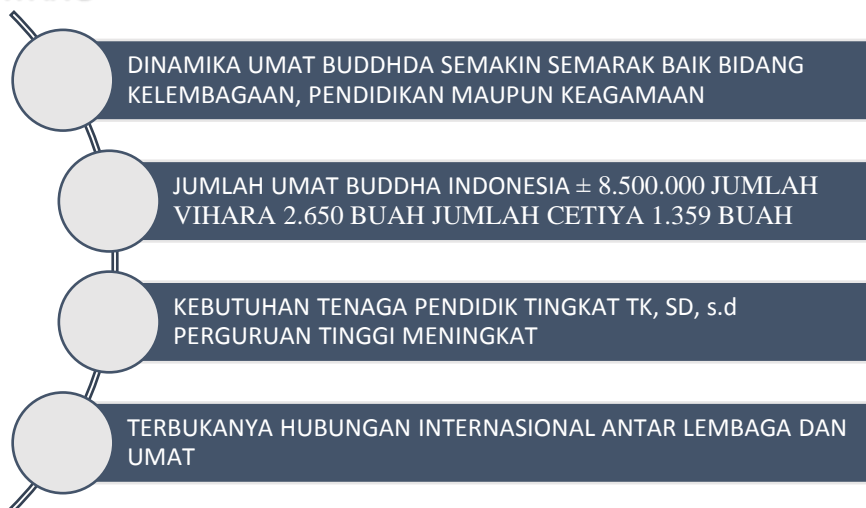 DINAMIKA UMAT BUDDHDA SEMAKIN SEMARAK BAIK BIDANG
KELEMBAGAAN, PENDIDIKAN MAUPUN KEAGAMAAN
JUMLAH UMAT BUDDHA INDONESIA ± 8.500.000 JUMLAH
VIHARA 2.650 BUAH JUMLAH CETIYA 1.359 BUAH
KEBUTUHAN TENAGA PENDIDIK TINGKAT TK, SD, s.d
PERGURUAN TINGGI MENINGKAT
TERBUKANYA HUBUNGAN INTERNASIONAL ANTAR LEMBAGA DAN
UMAT